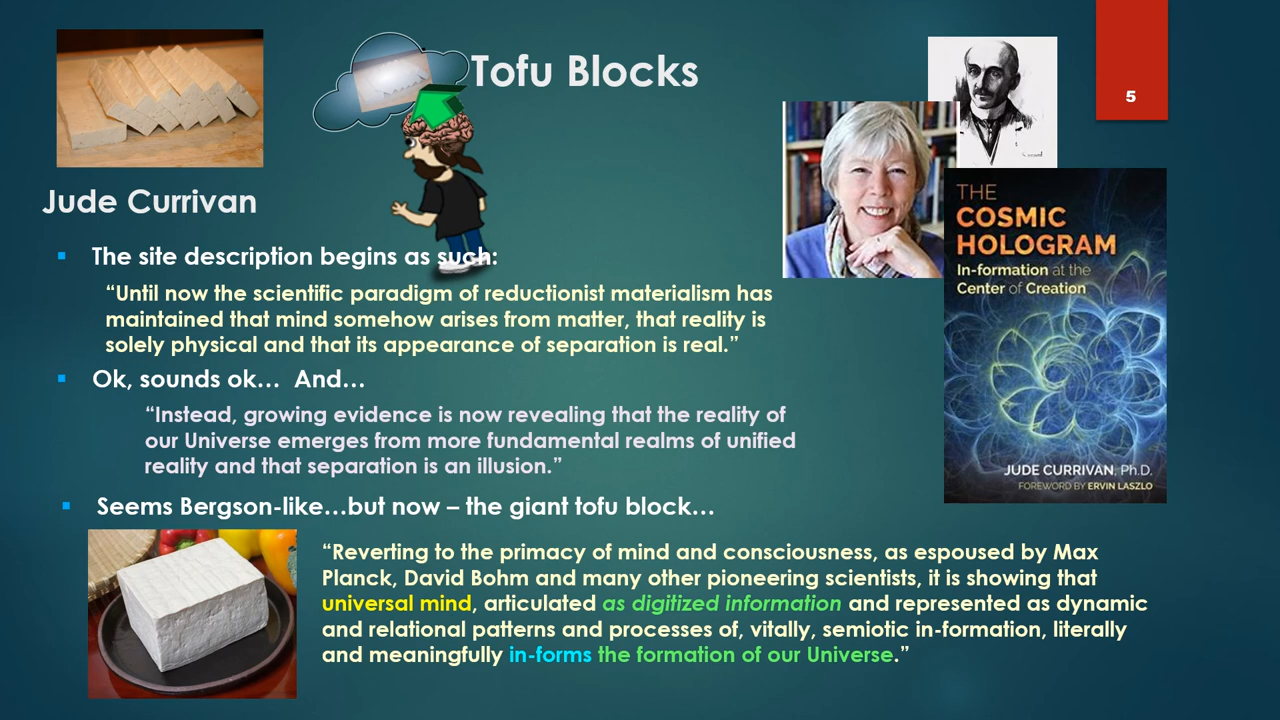 Tofu Blocks
5
Jude Currivan
The site description begins as such:
“Until now the scientific paradigm of reductionist materialism has
maintained that mind somehow arises from matter, that reality is
solely physical and that its appearance of separation is real.”
Ok, sounds ok… And…
“Instead, growing evidence is now revealing that the reality of
our Universe emerges from more fundamental realms of unified
reality and that separation is an illusion.”
Seems Bergson-like…but now – the giant tofu block…
“Reverting to the primacy of mind and consciousness, as espoused by Max
Planck, David Bohm and many other pioneering scientists, it is showing that
universal mind, articulated as digitized information and represented as dynamic
and relational patterns and processes of, vitally, semiotic in-formation, literally
and meaningfully in-forms the formation of our Universe.”
THE
COSMIC
HOLOGRAM
In-formation at the
Center of Creation
JUDE CURRIVAN, Ph.D.
FOREWORD BY ERVIN LASZLO